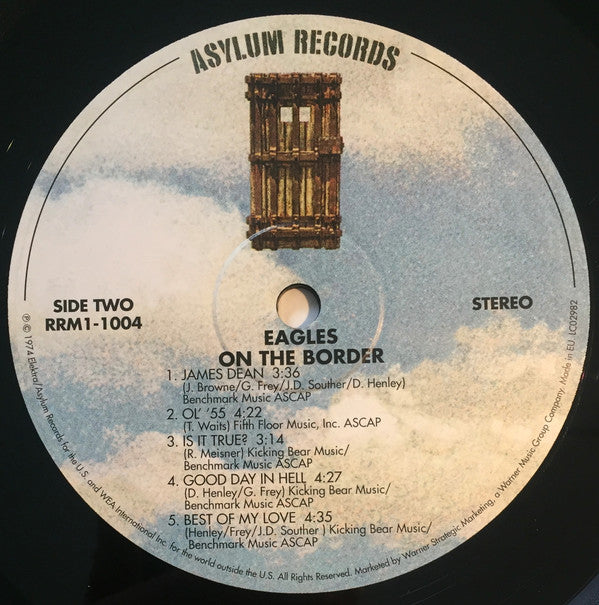 ASYLUM RECORDS
SIDE TWO
RRM1-1004
STEREO
EAGLES
ON THE BORDER
1. JAMES DEAN 3:36
(J. Browne/G. Frey/J.D. Souther/D. Henley)
Benchmark Music ASCAP
2. OL' '55 4:22
(T. Waits) Fifth Floor Music, Inc. ASCAP
3. IS IT TRUE? 3:14
(R. Meisner) Kicking Bear Music/
Benchmark Music ASCAP
4. GOOD DAY IN HELL 4:27
(D. Henley/G. Frey) Kicking Bear Music/
Benchmark Music ASCAP
5. BEST OF MY LOVE 4:35
(Henley/Frey/J.D. Souther ) Kicking Bear Music/
Benchmark Music ASCAP
℗ © 1974 Elektra/Asylum Records for the U.S. and WEA International Inc. for the world outside the U.S. All Rights Reserved. Marketed by Warner Strategic Marketing, a Warner Music Group Company. Made in EU. LC02982